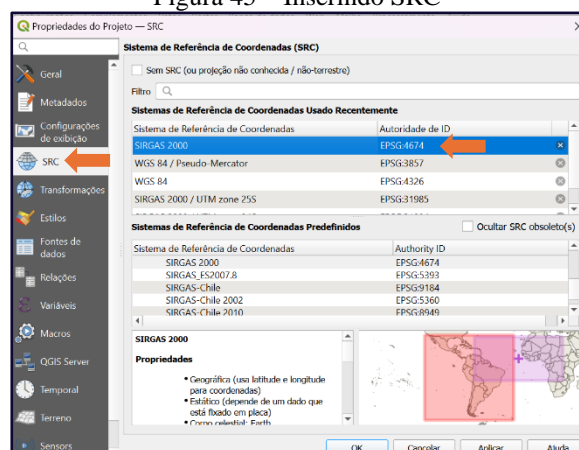 Figura 45 – Inserindo SRC
Propriedades do Projeto — SRC
Geral
Metadados
Configurações
de exibição
SRC
Transformações
Estilos
Fontes de
dados
Relações
Variáveis
Macros
QGIS Server
Temporal
Terreno
Sensors
Sistema de Referência de Coordenadas (SRC)
Sem SRC (ou projeção não conhecida / não-terrestre)
Filtro
Sistemas de Referência de Coordenadas Usado Recentemente
Sistema de Referência de Coordenadas Autoridade de ID
SIRGAS 2000 EPSG:4674
WGS 84 / Pseudo-Mercator EPSG:3857
WGS 84 EPSG:4326
SIRGAS 2000 / UTM zone 25S EPSG:31985
Sistemas de Referência de Coordenadas Predefinidos Ocultar SRC obsoleto(s)
Sistema de Referência de Coordenadas Authority ID
SIRGAS 2000 EPSG:4674
SIRGAS_ES2007.8 EPSG:5393
SIRGAS-Chile EPSG:9184
SIRGAS-Chile 2002 EPSG:5360
SIRGAS-Chile 2010 EPSG:8949
SIRGAS 2000
Propriedades
• Geográfica (usa latitude e longitude
para coordenadas)
• Estático (depende de um dado que
está fixado em placa)
• Corpo celestial: Earth
OK Cancelar Aplicar Ajuda